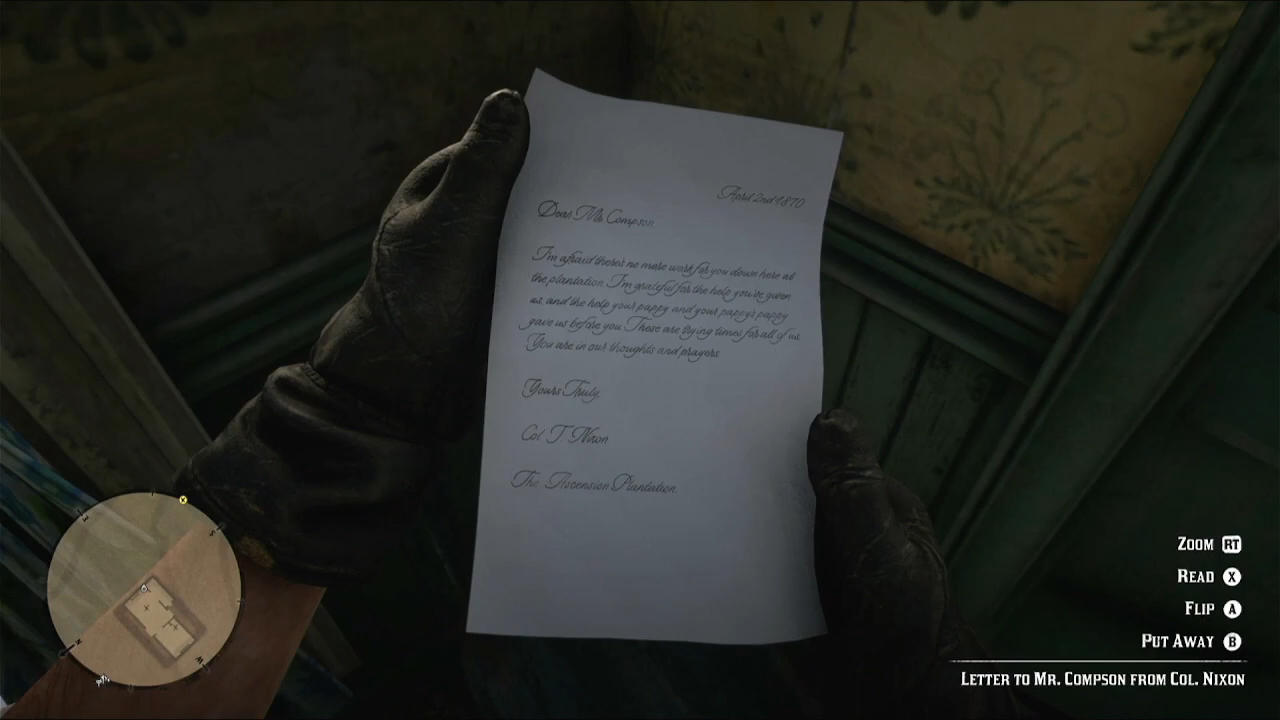 April 2nd 1870
Dear Mr. Compson
I'm afraid there's no more work for you down here at
the plantation. I'm grateful for the help you've given
us, and the help your pappy and your pappy's pappy
gave us before you. These are trying times for all of us.
You are in our thoughts and prayers
Yours Truly,
Col. T. Nixon
The Ascension Plantation.
Zoom RT
Read X
Flip A
Put Away B
Letter to Mr. Compson from Col. Nixon